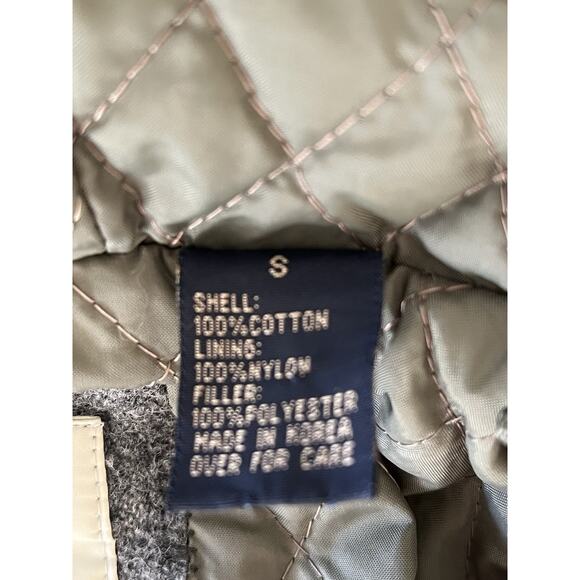 S
SHELL:
100%COTTON
LINING:
100%NYLON
FILLER:
100%POLYESTER
MADE IN KOREA
OVER FOR CARE